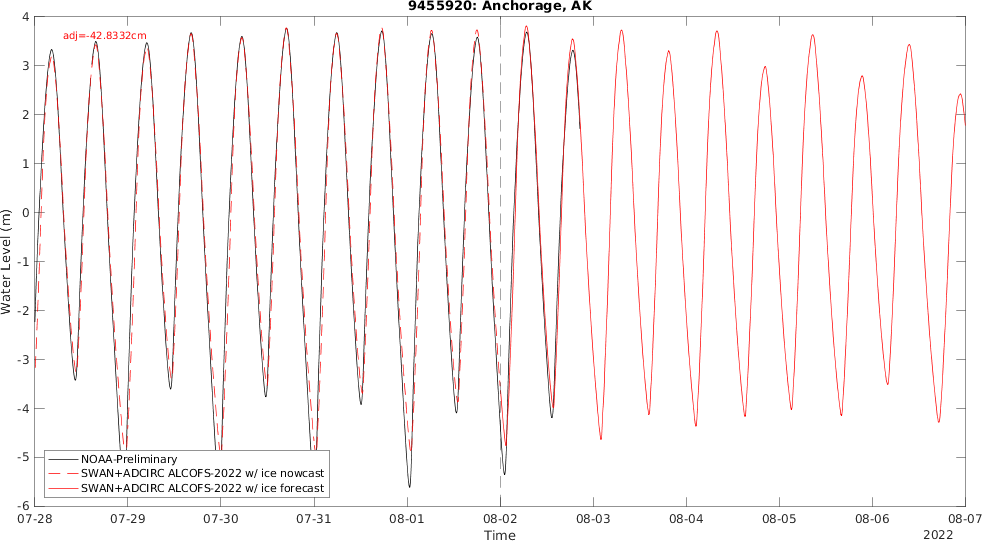 9455920: Anchorage, AK
adj=-42.8332cm
4
3
2
1
0
-1
-2
-3
-4
-5
-6
Water Level (m)
NOAA-Preliminary
SWAN+ADCIRC ALCOFS-2022 w/ ice nowcast
SWAN+ADCIRC ALCOFS-2022 w/ ice forecast
07-28 07-29 07-30 07-31 08-01 08-02 08-03 08-04 08-05 08-06 08-07
Time
2022